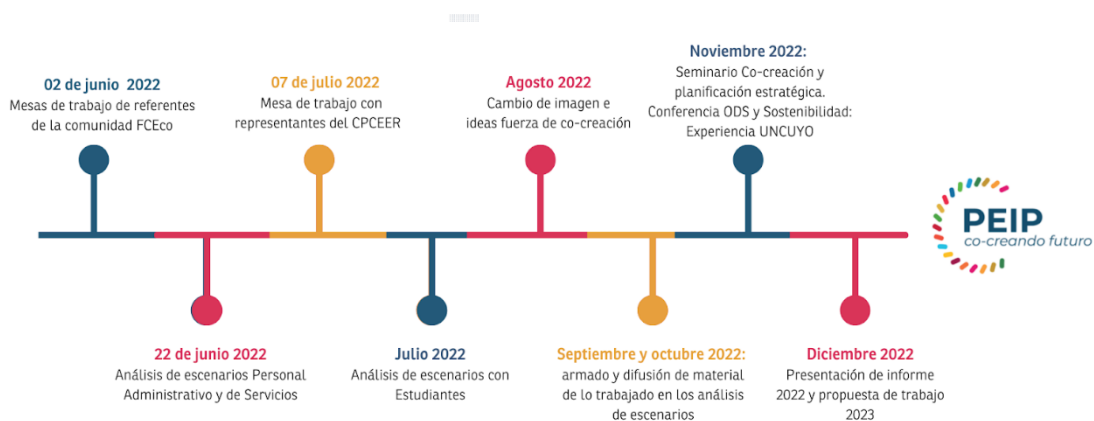 02 de junio 2022
Mesas de trabajo de referentes
de la comunidad FCEco
07 de julio 2022
Mesa de trabajo con
representantes del CPCEER
Agosto 2022
Cambio de imagen e
ideas fuerza de co-creación
Noviembre 2022:
Seminario Co-creación y
planificación estratégica.
Conferencia ODS y Sostenibilidad:
Experiencia UNCUYO
PEIP
co-creando futuro
22 de junio 2022
Análisis de escenarios Personal
Administrativo y de Servicios
Julio 2022
Análisis de escenarios con
Estudiantes
Septiembre y octubre 2022:
armado y difusión de material
de lo trabajado en los análisis
de escenarios
Diciembre 2022
Presentación de informe
2022 y propuesta de trabajo
2023